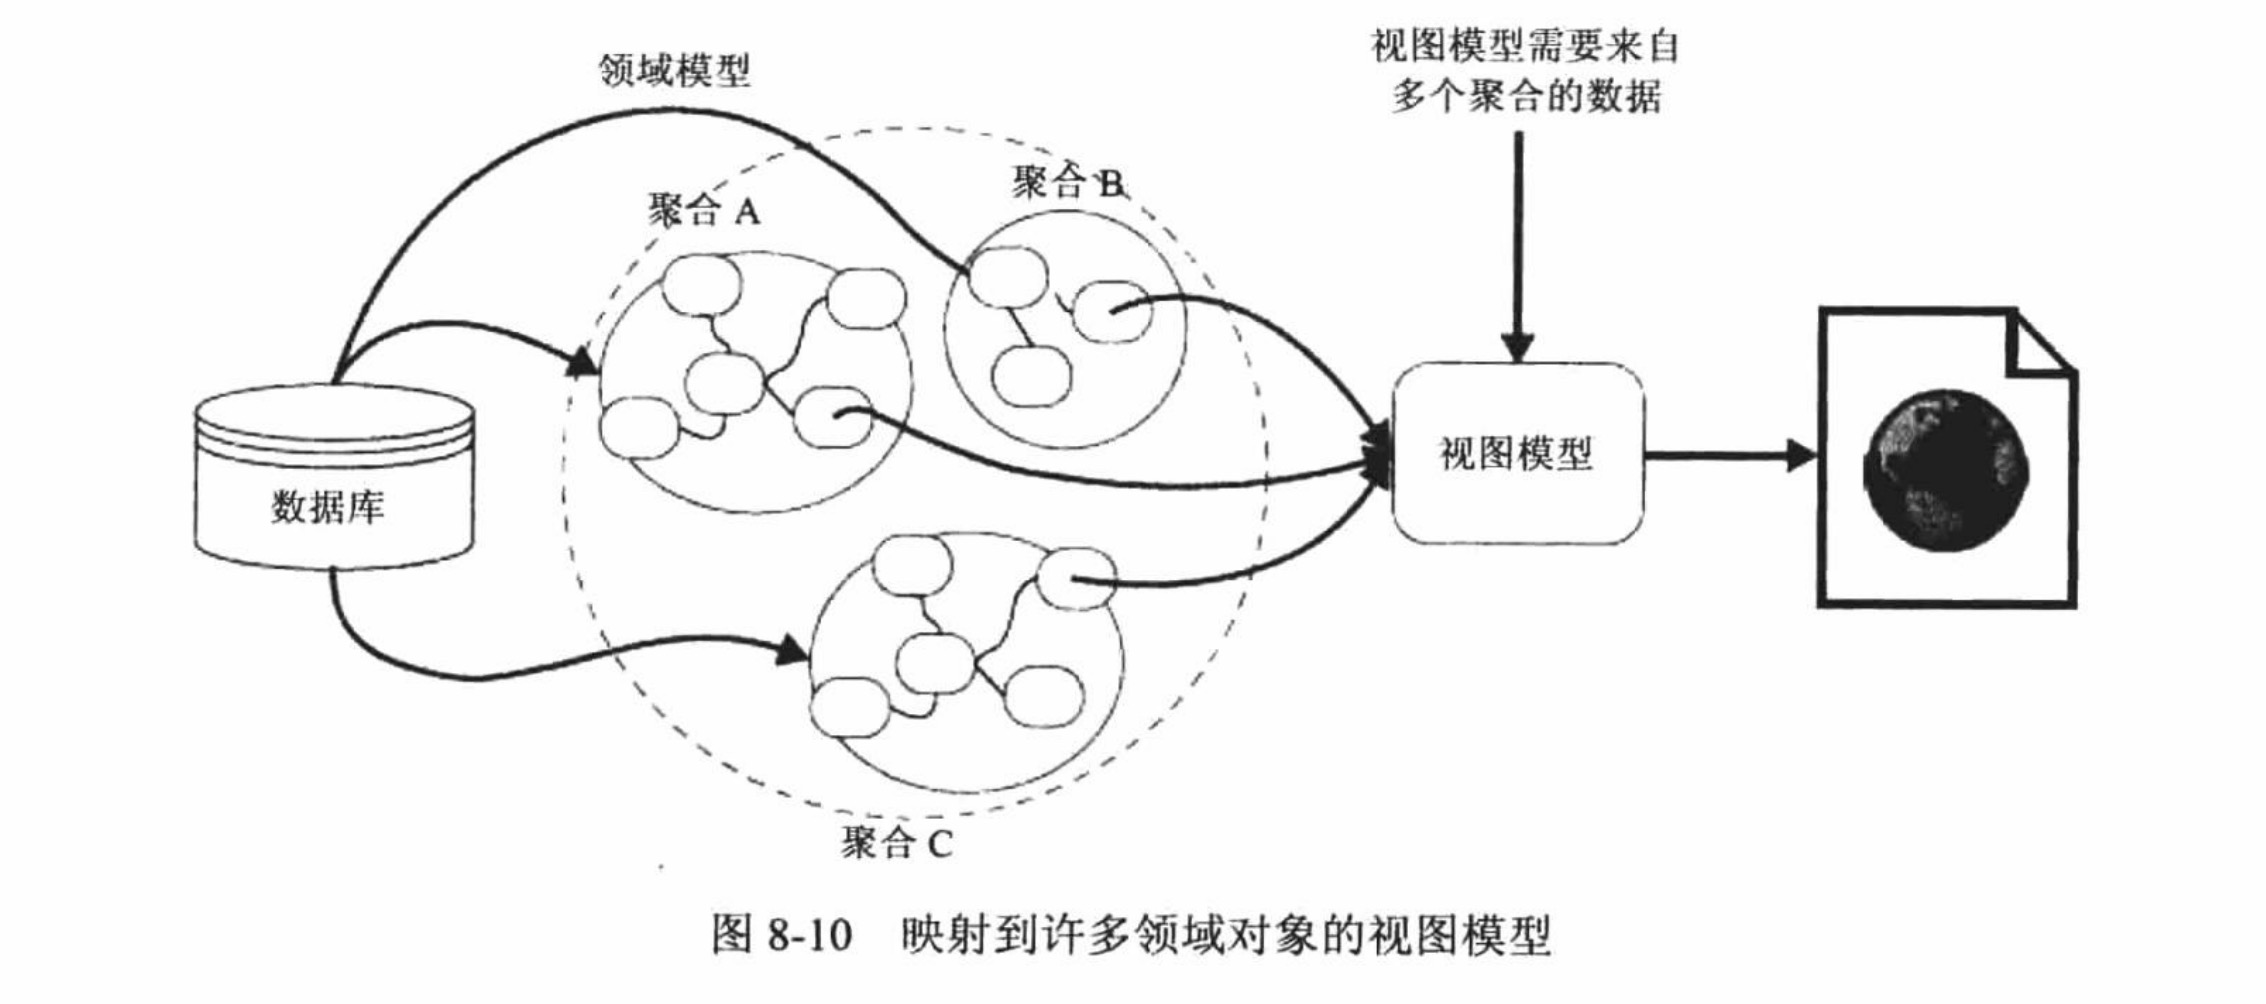 视图模型需要来自
多个聚合的数据
领域模型
聚合 B
聚合 A
视图模型
数据库
聚合 C
图 8-10 映射到许多领域对象的视图模型